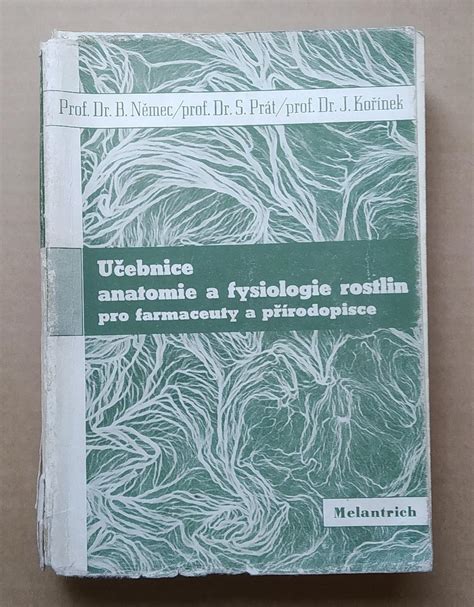 Prof. Dr. B. Němec/prof. Dr. S. Prát/prof. Dr. J. Kořínek
Učebnice
anatomie a fysiologie rostlin
pro farmaceuty a přírodopisce
Melantrich